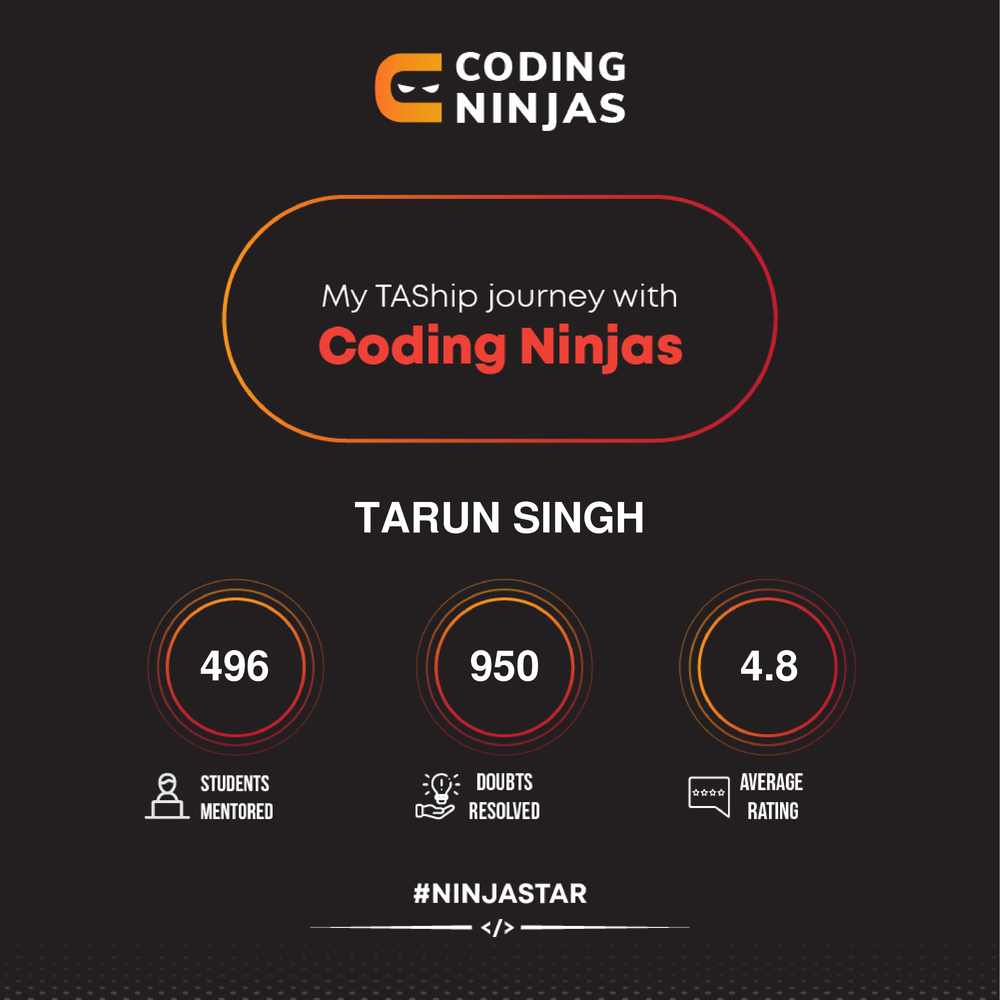 CODING
NINJAS
My TAShip journey with
Coding Ninjas
TARUN SINGH
496
950
4.8
STUDENTS
MENTORED
DOUBTS
RESOLVED
AVERAGE
RATING
#NINJASTAR
</>